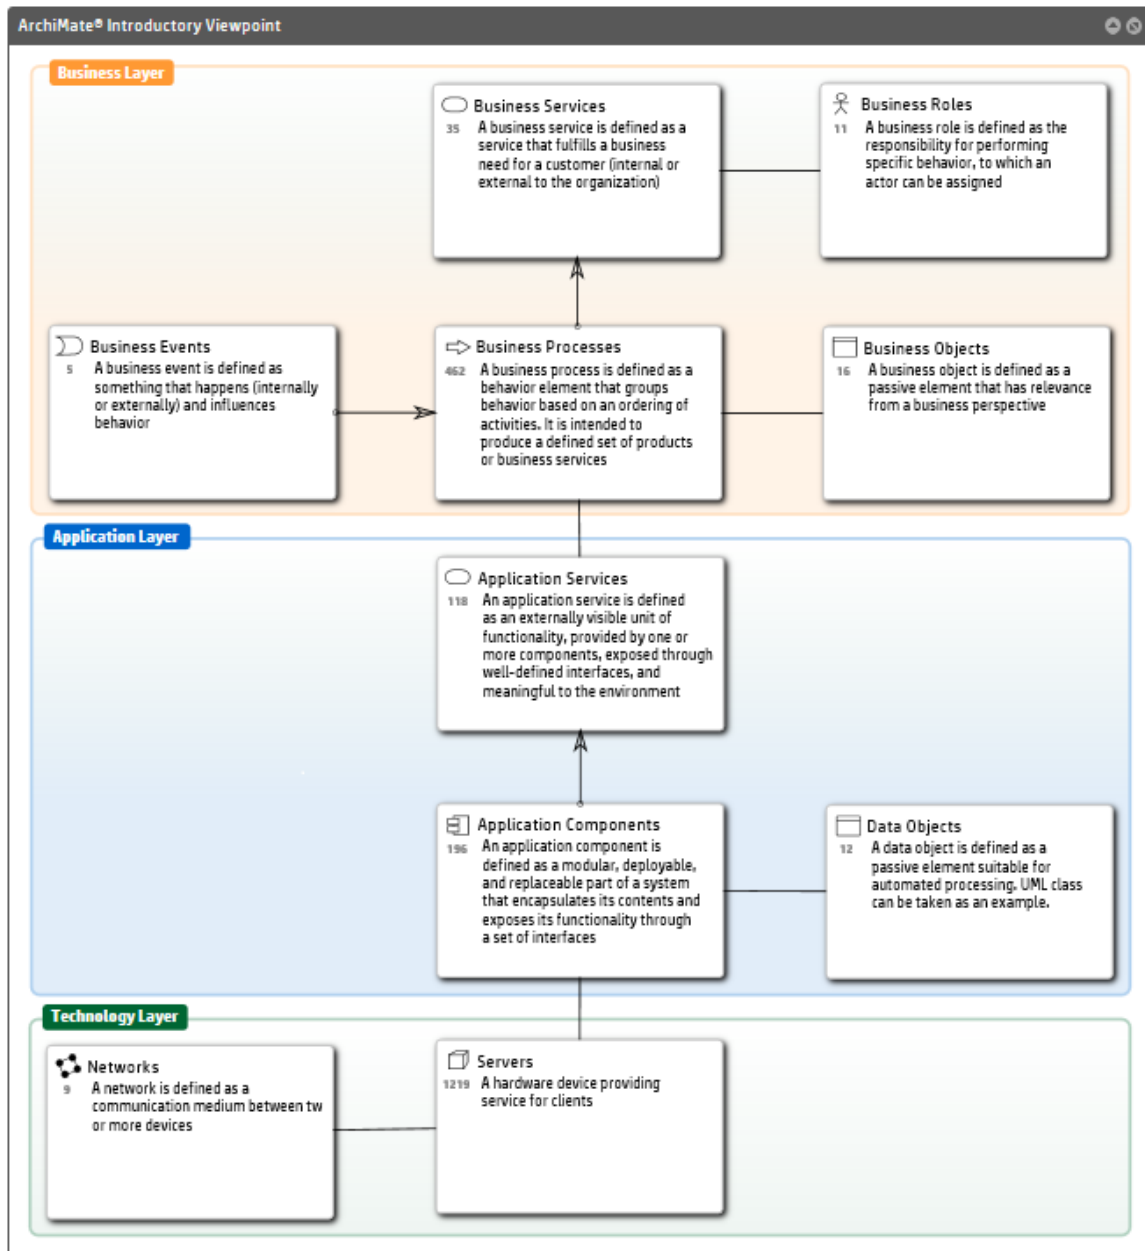 ArchiMate® Introductory Viewpoint
Business Layer
Business Services
35 A business service is defined as a
service that fulfills a business
need for a customer (internal or
external to the organization)
Business Roles
11 A business role is defined as the
responsibility for performing
specific behavior, to which an
actor can be assigned
Business Events
5 A business event is defined as
something that happens (internally
or externally) and influences
behavior
Business Processes
462 A business process is defined as a
behavior element that groups
behavior based on an ordering of
activities. It is intended to
produce a defined set of products
or business services
Business Objects
16 A business object is defined as a
passive element that has relevance
from a business perspective
Application Layer
Application Services
118 An application service is defined
as an externally visible unit of
functionality, provided by one or
more components, exposed through
well-defined interfaces, and
meaningful to the environment
Application Components
196 An application component is
defined as a modular, deployable,
and replaceable part of a system
that encapsulates its contents and
exposes its functionality through
a set of interfaces
Data Objects
12 A data object is defined as a
passive element suitable for
automated processing. UML class
can be taken as an example.
Technology Layer
Networks
9 A network is defined as a
communication medium between tw
or more devices
Servers
1219 A hardware device providing
service for clients